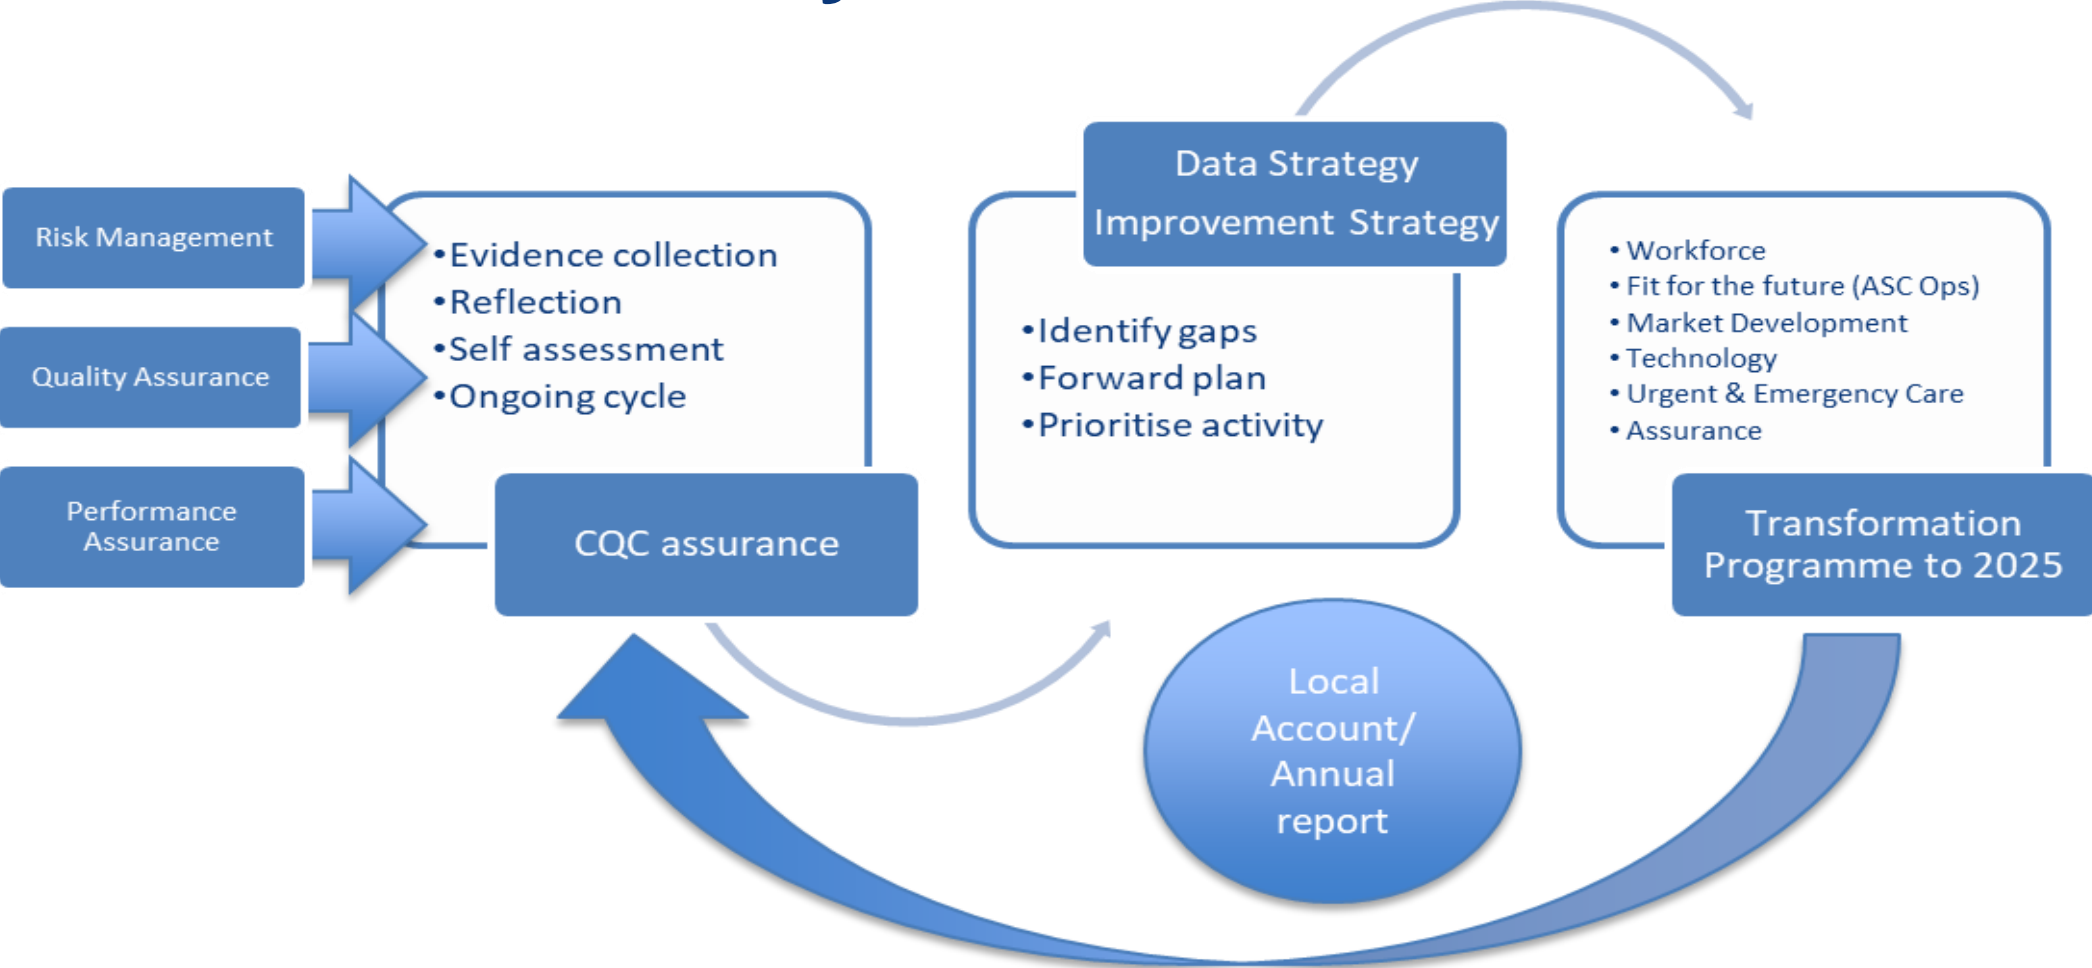 Risk Management
Quality Assurance
Performance
Assurance
•Evidence collection
•Reflection
•Self assessment
•Ongoing cycle
CQC assurance
Data Strategy
Improvement Strategy
•Identify gaps
•Forward plan
•Prioritise activity
• Workforce
• Fit for the future (ASC Ops)
• Market Development
• Technology
• Urgent & Emergency Care
• Assurance
Transformation
Programme to 2025
Local
Account/
Annual
report